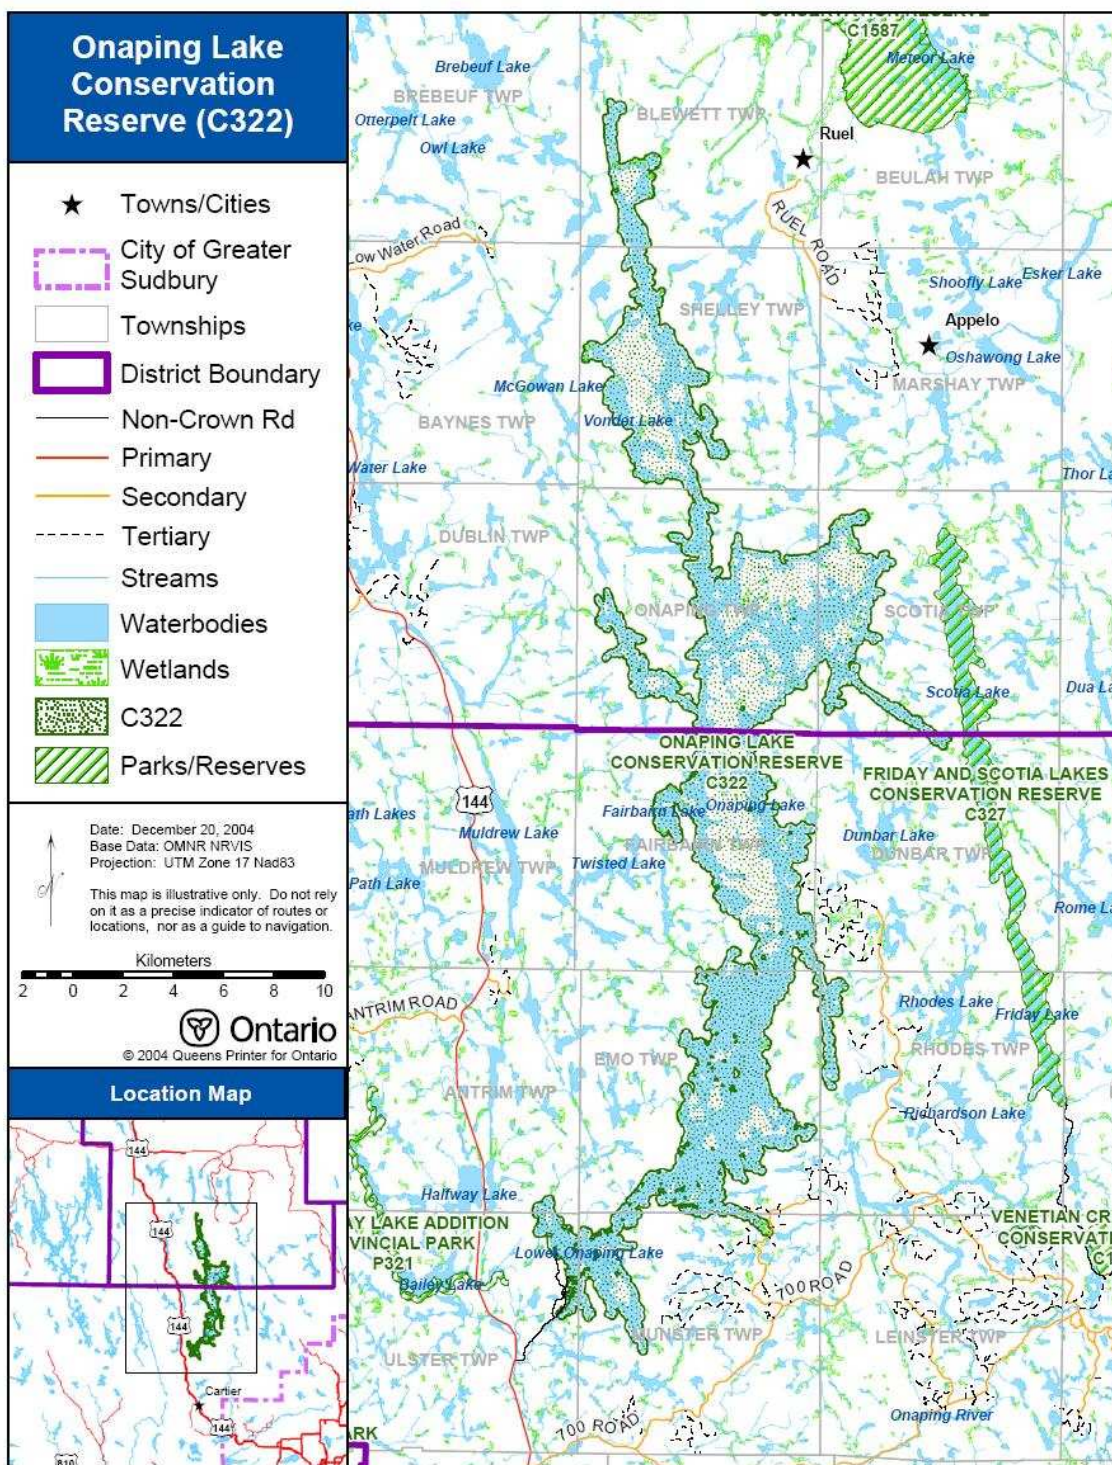 Onaping Lake
Conservation
Reserve (C322)
Towns/Cities
City of Greater
Sudbury
Townships
District Boundary
Non-Crown Rd
Primary
Secondary
Tertiary
Streams
Waterbodies
Wetlands
C322
Parks/Reserves
Date: December 20, 2004
Base Data: OMNR NRVIS
Projection: UTM Zone 17 Nad83
This map is illustrative only. Do not rely
on it as a precise indicator of routes or
locations, nor as a guide to navigation.
Kilometers
2 0 2 4 6 8 10
Ontario
© 2004 Queens Printer for Ontario
Location Map
144
144
144
Cartier
144
810
CONSERVATION RESERVE
C1587
Meteor Lake
Brebeuf Lake
BREBEUF TWP
BLEWETT TWP
Otterpelt Lake
Ruel
Owl Lake
BEULAH TWP
RUEL ROAD
Low Water Road
Esker Lake
Shoofly Lake
SHELLEY TWP
Appelo
ke
Oshawong Lake
McGowan Lake
MARSHAY TWP
BAYNES TWP
Vondet Lake
Water Lake
Thor La
DUBLIN TWP
ONAPING TWP
SCOTIA TWP
Scotia Lake
Dua La
ONAPING LAKE
CONSERVATION RESERVE
C322
FRIDAY AND SCOTIA LAKES
CONSERVATION RESERVE
C327
144
ath Lakes
Fairbairn Lake
Onaping Lake
Muldrew Lake
Dunbar Lake
FAIRBAIRN TWP
DUNBAR TWP
MULDREW TWP
Twisted Lake
Path Lake
Rome La
ANTRIM ROAD
Rhodes Lake
Friday Lake
EMO TWP
RHODES TWP
ANTRIM TWP
Richardson Lake
Halfway Lake
AY LAKE ADDITION
VINCIAL PARK
P321
VENETIAN CR
CONSERVATI
C1
Lower Onaping Lake
Bailey Lake
700 ROAD
MUNSTER TWP
LEINSTER TWP
ULSTER TWP
Onaping River
700 ROAD
ARK